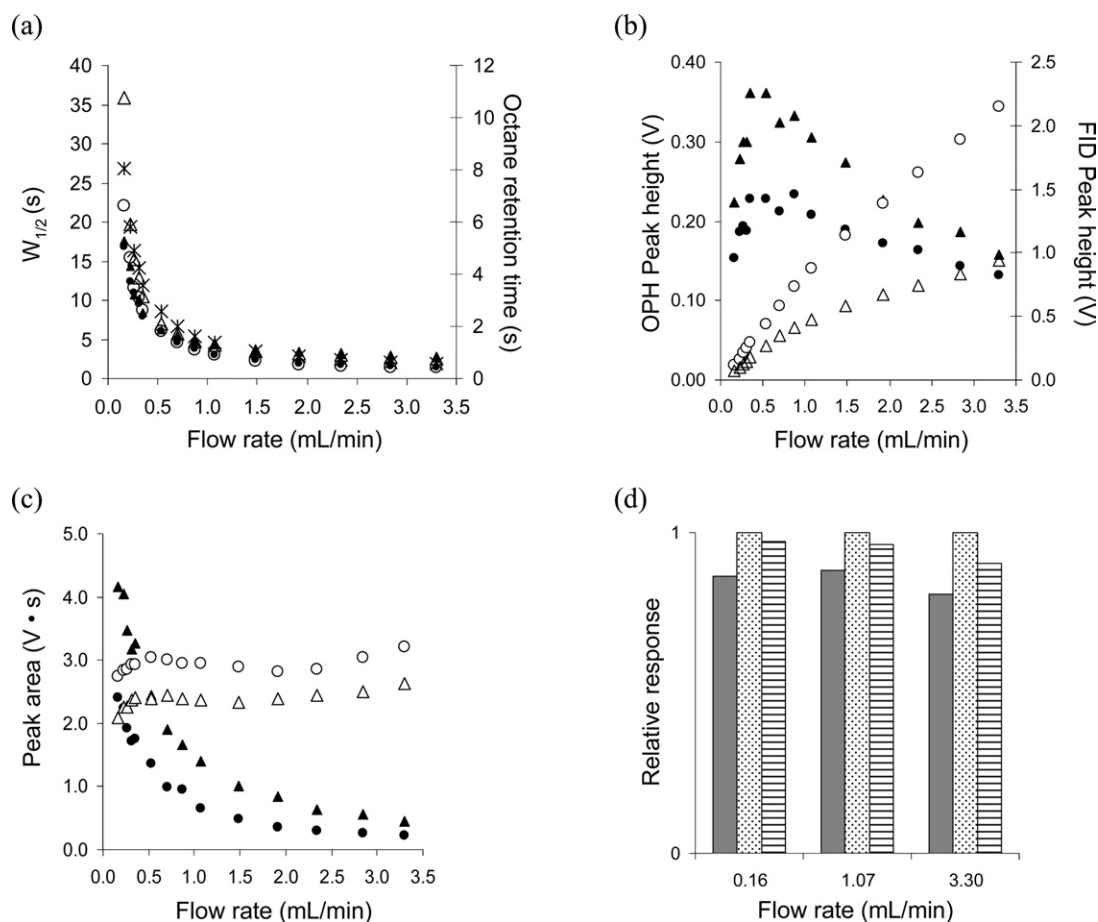 (a)
40
35
30
25
20
15
10
5
0
W1/2 (s)
12
10
8
6
4
2
0
Octane retention time (s)
0.0 0.5 1.0 1.5 2.0 2.5 3.0 3.5
Flow rate (mL/min)
(b)
0.40
0.30
0.20
0.10
0.00
OPH Peak height (V)
2.5
2.0
1.5
1.0
0.5
0.0
FID Peak height (V)
0.0 0.5 1.0 1.5 2.0 2.5 3.0 3.5
Flow rate (mL/min)
(c)
5.0
4.0
3.0
2.0
1.0
0.0
Peak area (V • s)
0.0 0.5 1.0 1.5 2.0 2.5 3.0 3.5
Flow rate (mL/min)
(d)
1
0
Relative response
0.16 1.07 3.30
Flow rate (mL/min)